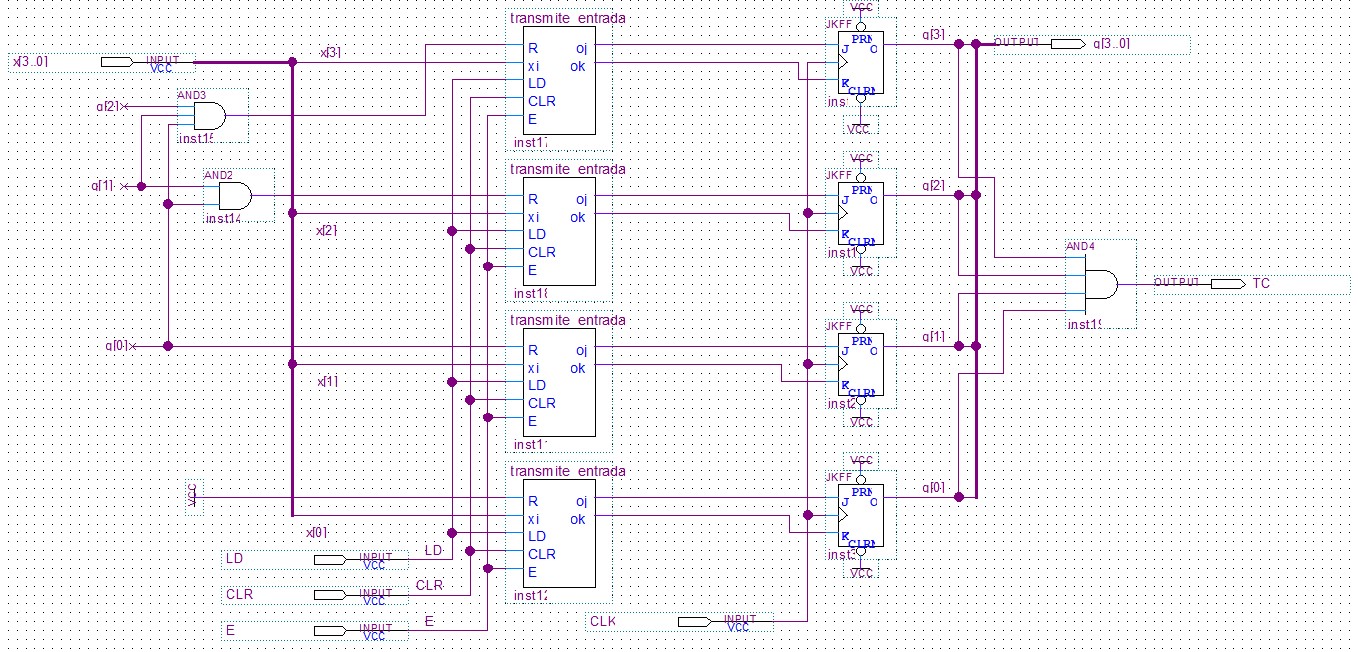 transmite_entrada
VCC
JKFF
PRN
q[3]
OUTPUT
q[3..0]
x[3]
J
Q
R
oj
x[3..0]
INPUT
VCC
xi
ok
LD
K
CLRN
AND3
q[2]
CLR
inst
E
VCC
inst15
inst17
transmite_entrada
VCC
AND2
JKFF
PRN
q[2]
q[1]
R
oj
J
Q
xi
ok
inst14
x[2]
LD
K
CLRN
AND4
CLR
inst1
E
VCC
OUTPUT
TC
inst16
VCC
transmite_entrada
JKFF
inst19
PRN
q[1]
q[0]
R
oj
J
Q
xi
ok
x[1]
LD
K
CLRN
CLR
inst2
E
VCC
inst11
VCC
transmite_entrada
JKFF
VCC
PRN
q[0]
R
oj
J
Q
xi
ok
x[0]
LD
K
CLRN
LD
INPUT
VCC
LD
CLR
inst3
E
VCC
CLR
INPUT
VCC
CLR
inst12
E
INPUT
VCC
E
CLK
INPUT
VCC